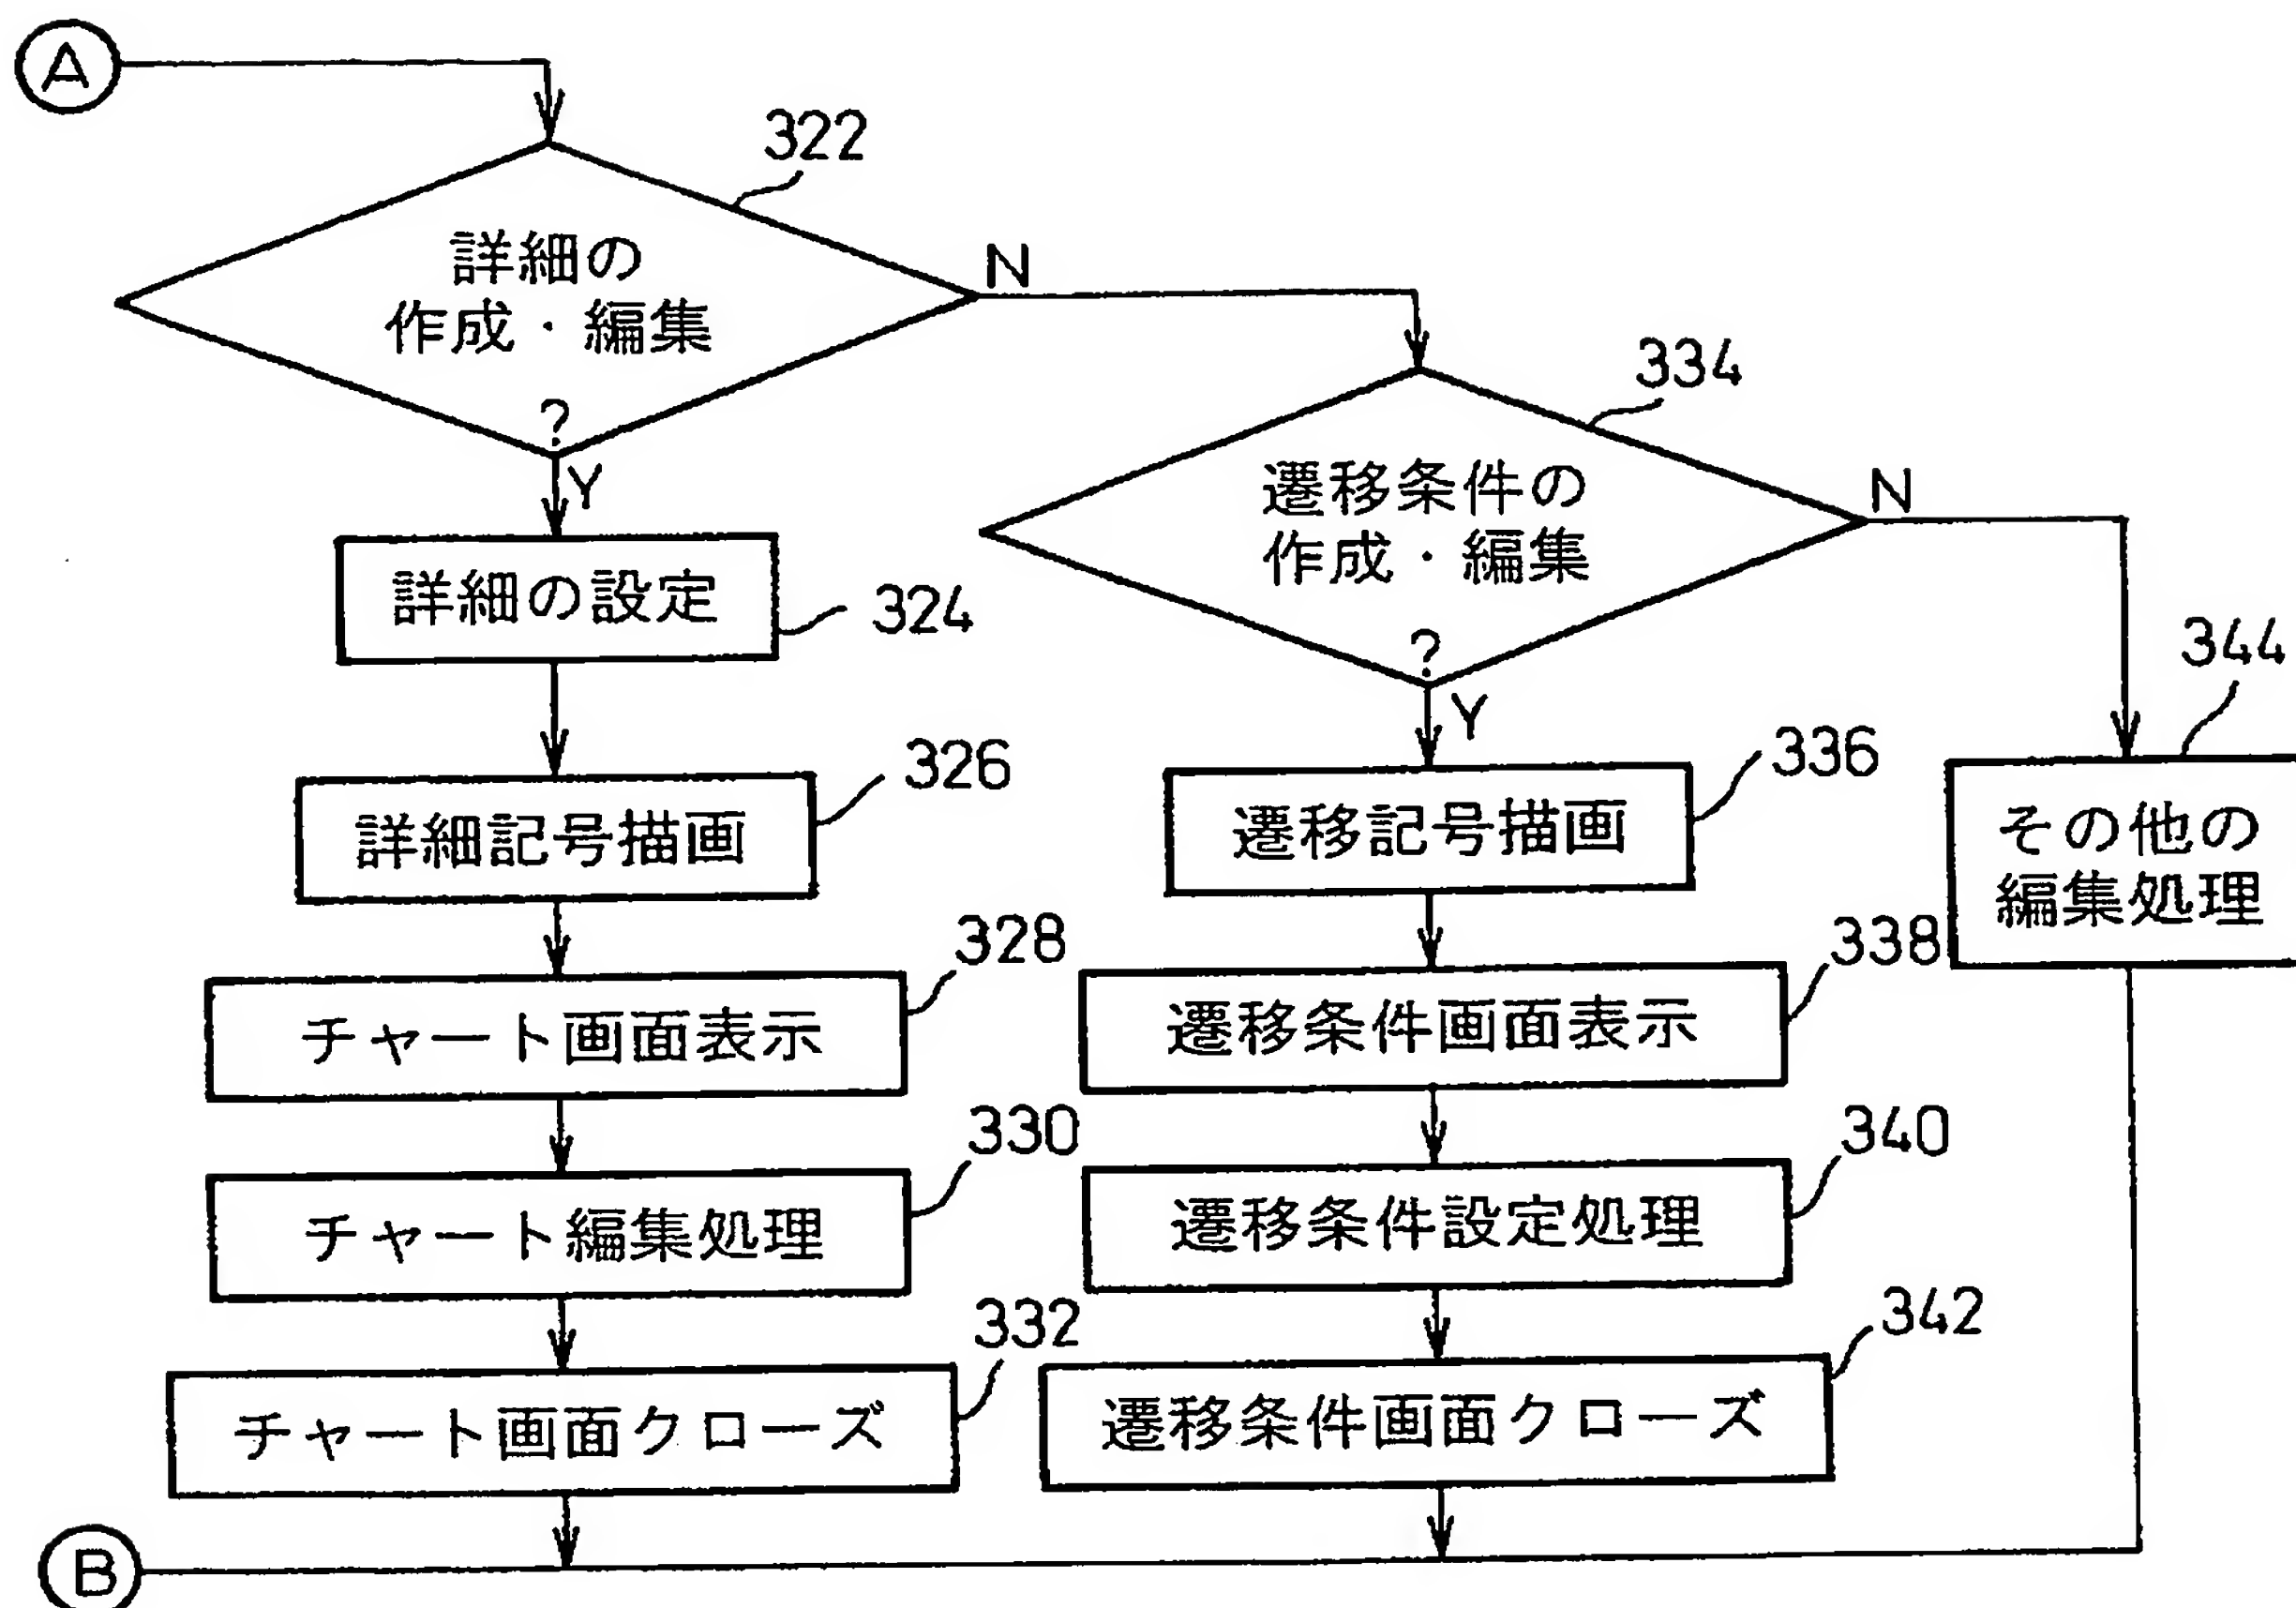 A
322
詳細の
作成・編集
?
N
Y
詳細の設定
324
詳細記号描画
326
チャート画面表示
328
チャート編集処理
330
チャート画面クローズ
332
334
遷移条件の
作成・編集
?
N
Y
遷移記号描画
336
遷移条件画面表示
338
遷移条件設定処理
340
遷移条件画面クローズ
342
344
その他の
編集処理
B